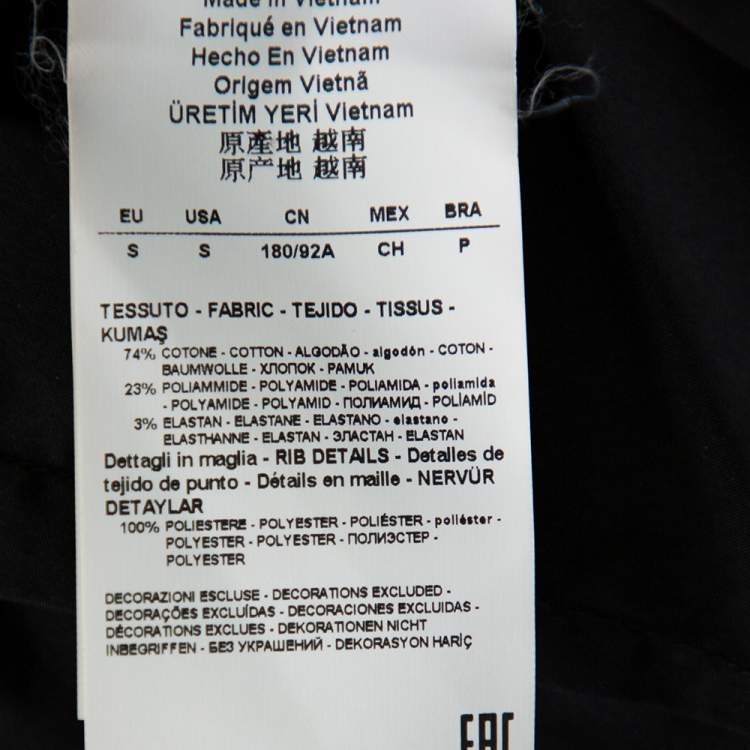 Made in Vietnam
Fabriqué en Vietnam
Hecho En Vietnam
Origem Vietnã
ÜRETİM YERİ Vietnam
原產地 越南
原产地 越南
EU USA CN MEX BRA
S S 180/92A CH P
TESSUTO - FABRIC - TEJIDO - TISSUS -
KUMAŞ
74% COTONE - COTTON - ALGODÃO - algodón - COTON -
BAUMWOLLE - ХЛОПОК - PAMUK
23% POLIAMMIDE - POLYAMIDE - POLIAMIDA - poliamida
- POLYAMIDE - POLYAMID - ПОЛИАМИД - POLİAMİD
3% ELASTAN - ELASTANE - ELASTANO - elastano -
ELASTHANNE - ELASTAN - ЭЛАСТАН - ELASTAN
Dettagli in maglia - RIB DETAILS - Detalles de
tejido de punto - Détails en maille - NERVÜR
DETAYLAR
100% POLIESTERE - POLYESTER - POLIÉSTER - poliéster -
POLYESTER - POLYESTER - ПОЛИЭСТЕР -
POLYESTER
DECORAZIONI ESCLUSE - DECORATIONS EXCLUDED -
DECORAÇÕES EXCLUÍDAS - DECORACIONES EXCLUIDAS -
DÉCORATIONS EXCLUES - DEKORATIONEN NICHT
INBEGRIFFEN - БЕЗ УКРАШЕНИЙ - DEKORASYON HARİÇ
EAC